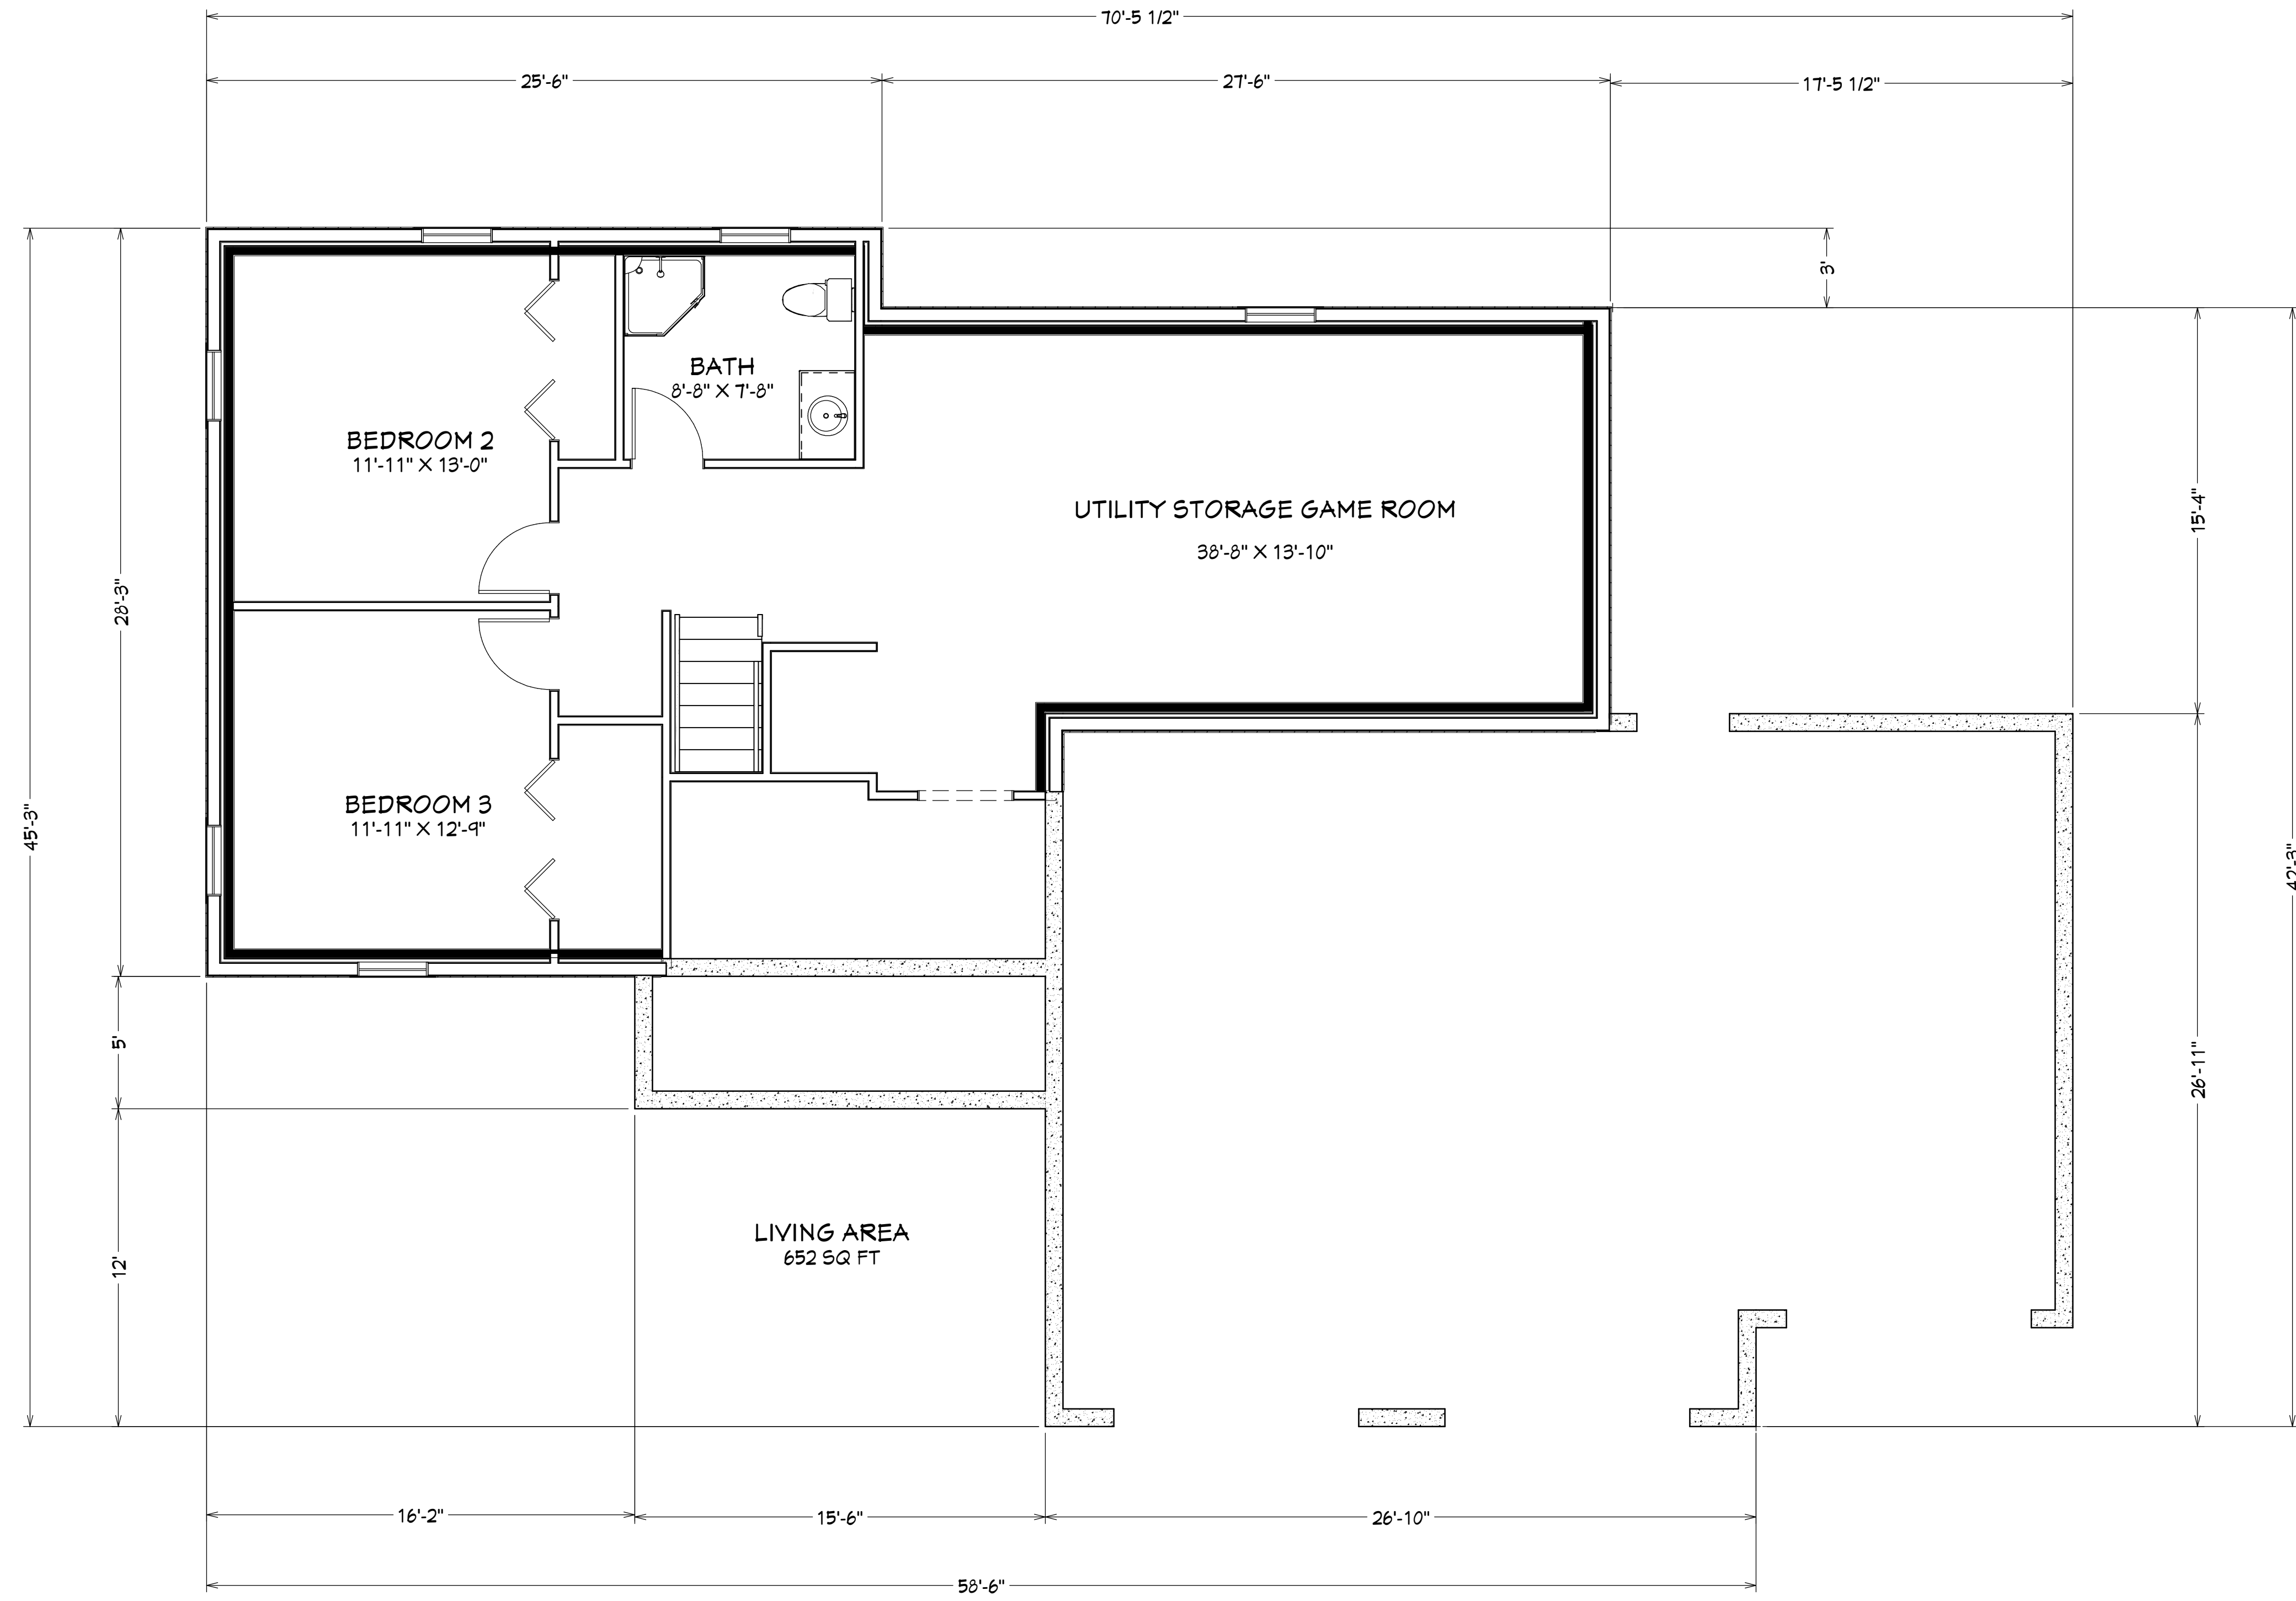 70'-5 1/2"
25'-6"
27'-6"
17'-5 1/2"
3'
BATH
8'-8" X 7'-8"
BEDROOM 2
11'-11" X 13'-0"
UTILITY STORAGE GAME ROOM
38'-8" X 13'-10"
15'-4"
28'-3"
BEDROOM 3
11'-11" X 12'-9"
45'-3"
42'-3"
5'
26'-11"
LIVING AREA
652 SQ FT
12'
16'-2"
15'-6"
26'-10"
58'-6"